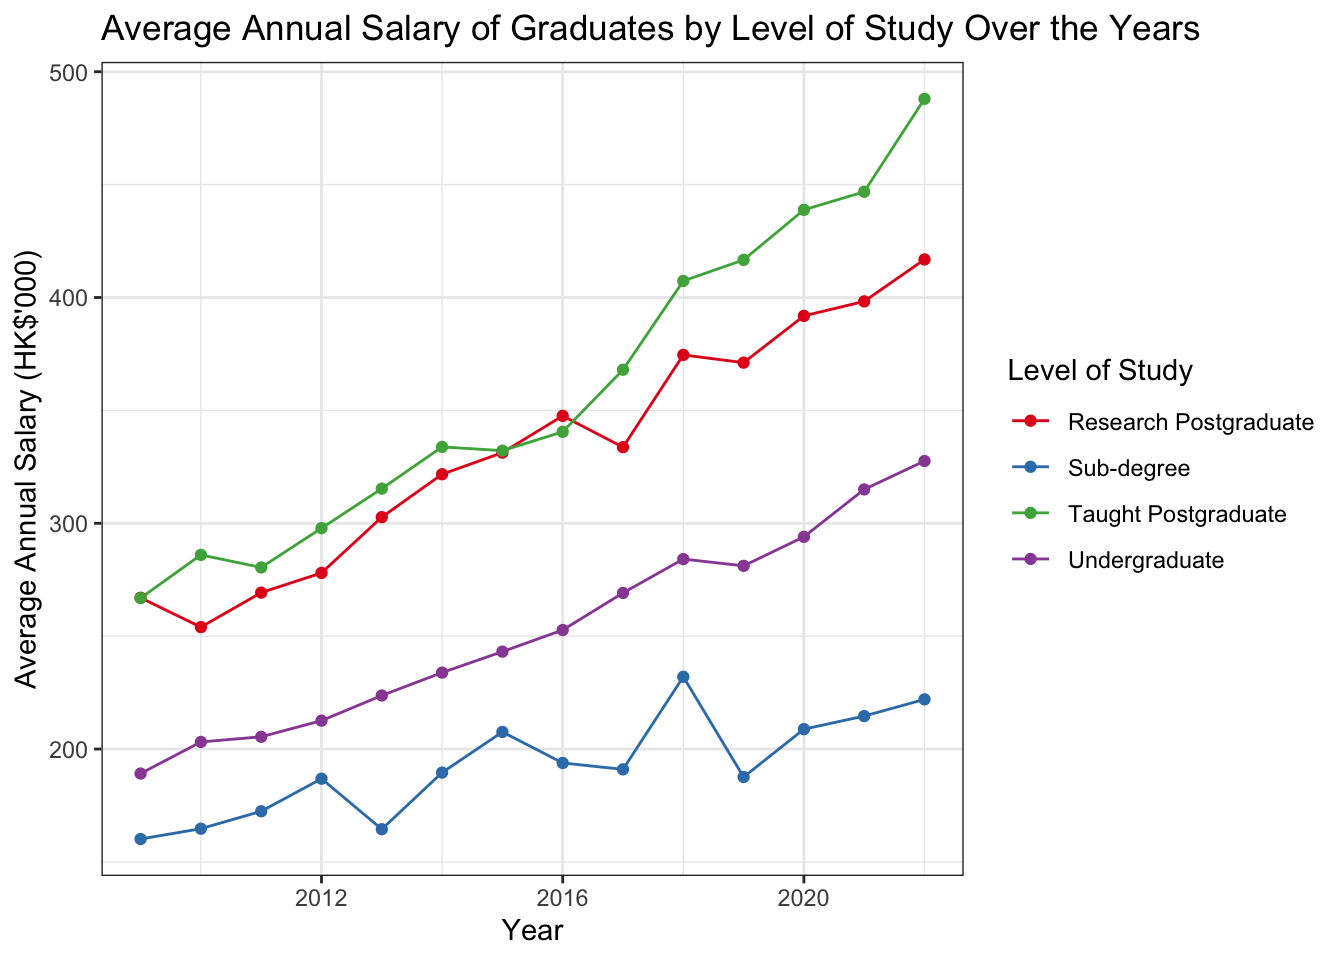 Average Annual Salary of Graduates by Level of Study Over the Years
500
400
300
200
Average Annual Salary (HK$'000)
2012
2016
2020
Year
Level of Study
Research Postgraduate
Sub-degree
Taught Postgraduate
Undergraduate